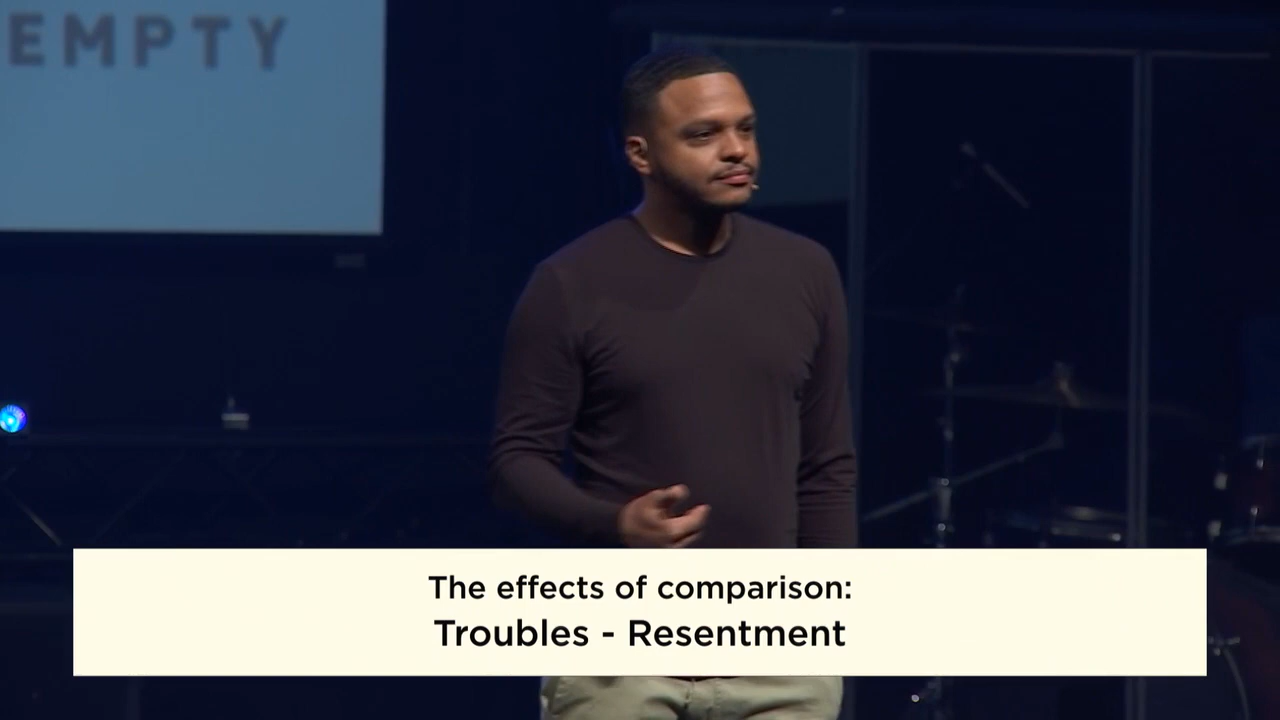 EMPTY
The effects of comparison:
Troubles - Resentment